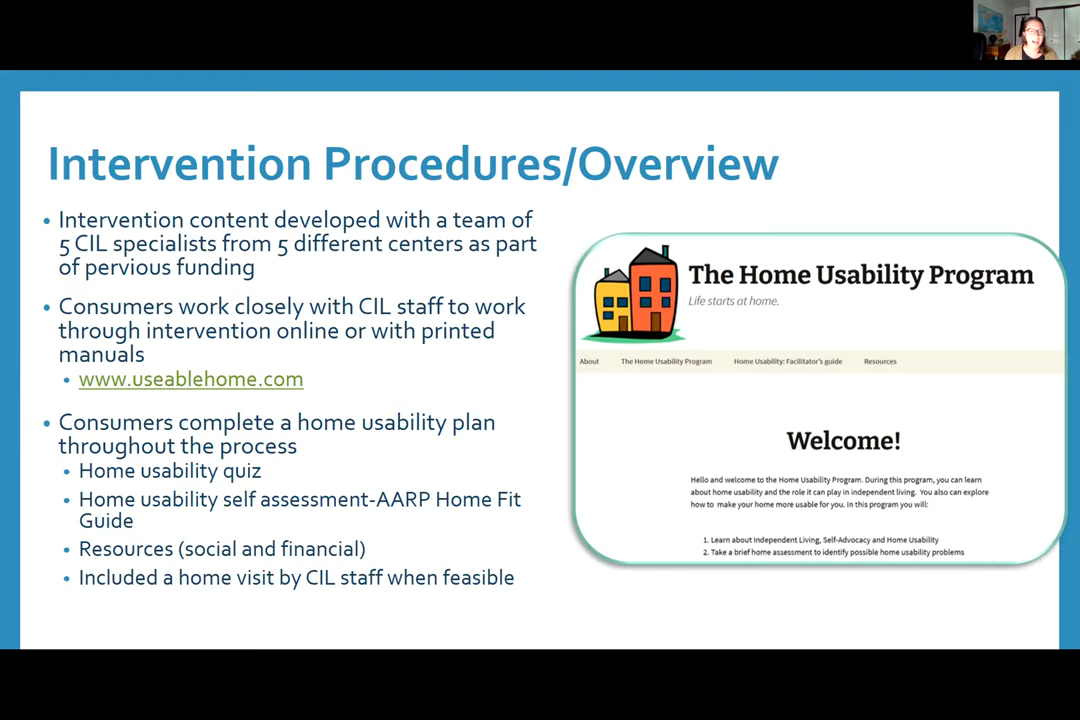 Intervention Procedures/Overview
• Intervention content developed with a team of
5 CIL specialists from 5 different centers as part
of pervious funding
• Consumers work closely with CIL staff to work
through intervention online or with printed
manuals
• www.useablehome.com
• Consumers complete a home usability plan
throughout the process
• Home usability quiz
• Home usability self assessment-AARP Home Fit
Guide
• Resources (social and financial)
• Included a home visit by CIL staff when feasible
The Home Usability Program
Life starts at home.
About The Home Usability Program Home Usability: Facilitator's guide Resources
Welcome!
Hello and welcome to the Home Usability Program. During this program, you can learn
about home usability and the role it can play in independent living. You also can explore
how to make your home more usable for you. In this program you will:
1. Learn about Independent Living, Self-Advocacy and Home Usability
2. Take a brief home assessment to identify possible home usability problems